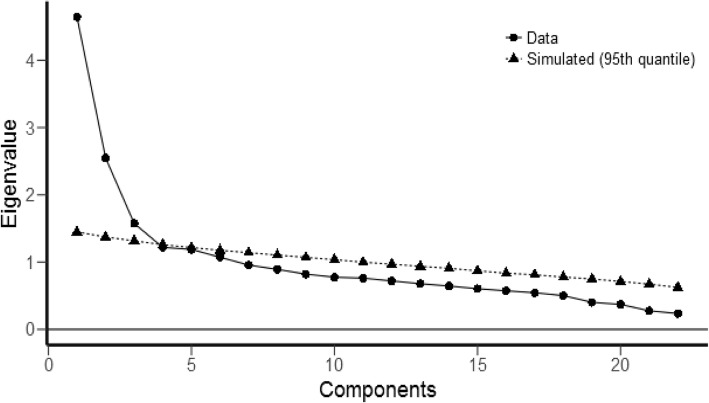 Data
Simulated (95th quantile)
Eigenvalue
4
3
2
1
0
0 5 10 15 20
Components